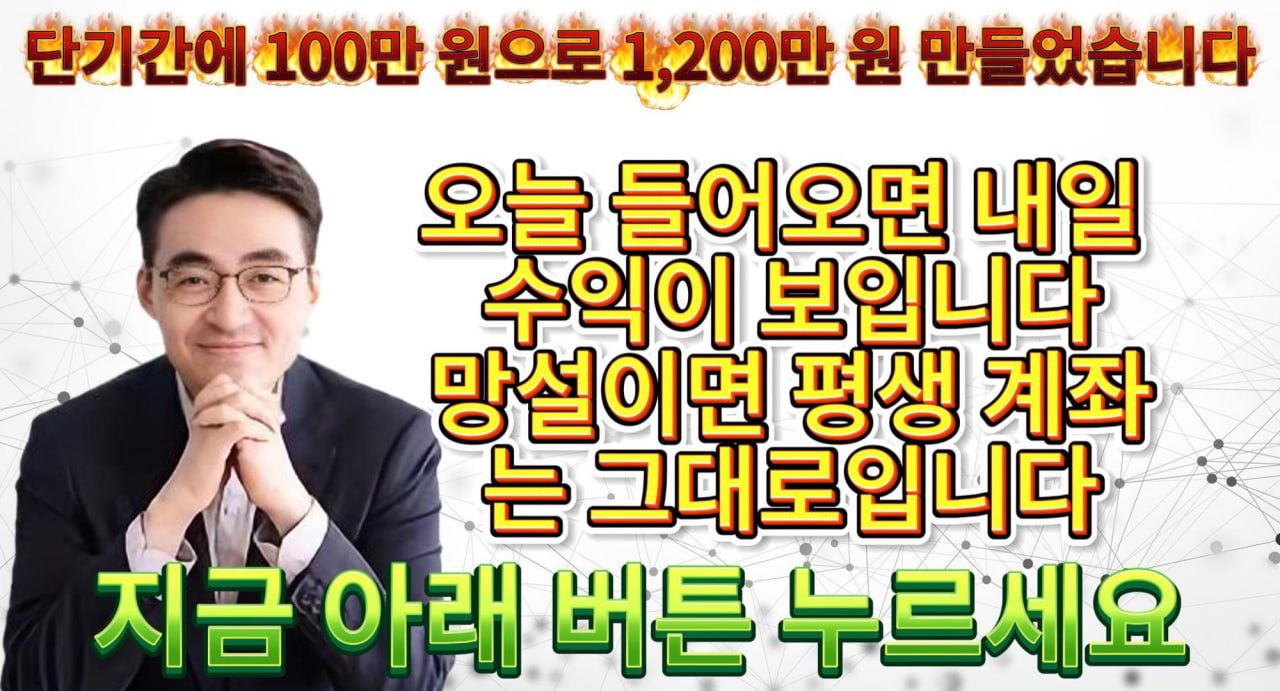 단기간에 100만 원으로 1,200만 원 만들었습니다
오늘 들어오면 내일
수익이 보입니다
망설이면 평생 계좌
는 그대로입니다
지금 아래 버튼 누르세요